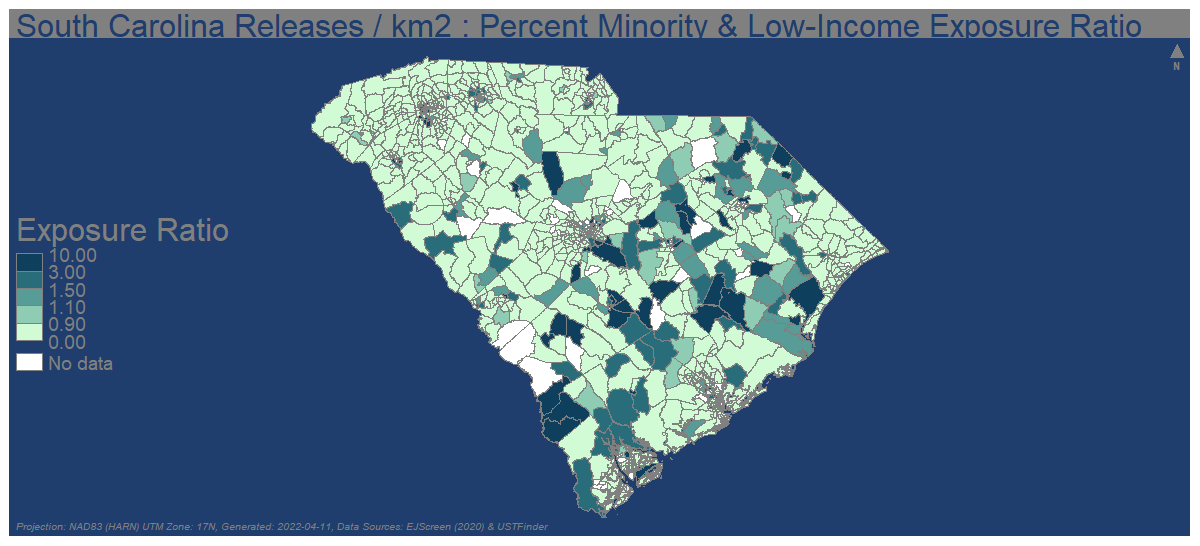 South Carolina Releases / km2 : Percent Minority & Low-Income Exposure Ratio
N
Exposure Ratio
10.00
3.00
1.50
1.10
0.90
0.00
No data
Projection: NAD83 (HARN) UTM Zone: 17N, Generated: 2022-04-11, Data Sources: EJScreen (2020) & USTFinder